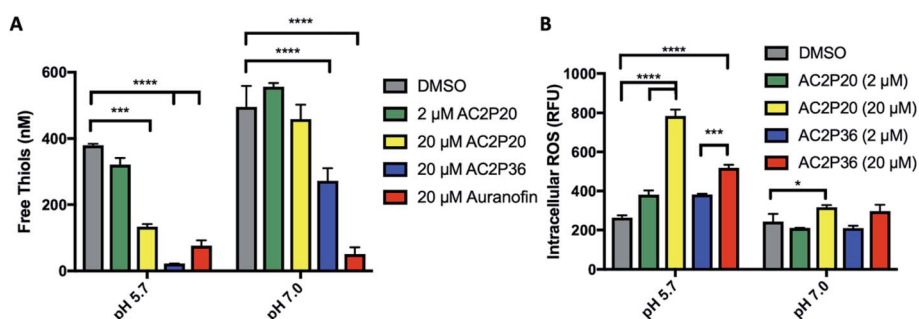 A
Free Thiols (nM)
600
400
200
0
****
***
****
****
pH 5.7
pH 7.0
DMSO
2 μM AC2P20
20 μM AC2P20
20 μM AC2P36
20 μM Auranofin
B
Intracellular ROS (RFU)
1000
800
600
400
200
0
****
****
***
*
pH 5.7
pH 7.0
DMSO
AC2P20 (2 μM)
AC2P20 (20 μM)
AC2P36 (2 μM)
AC2P36 (20 μM)